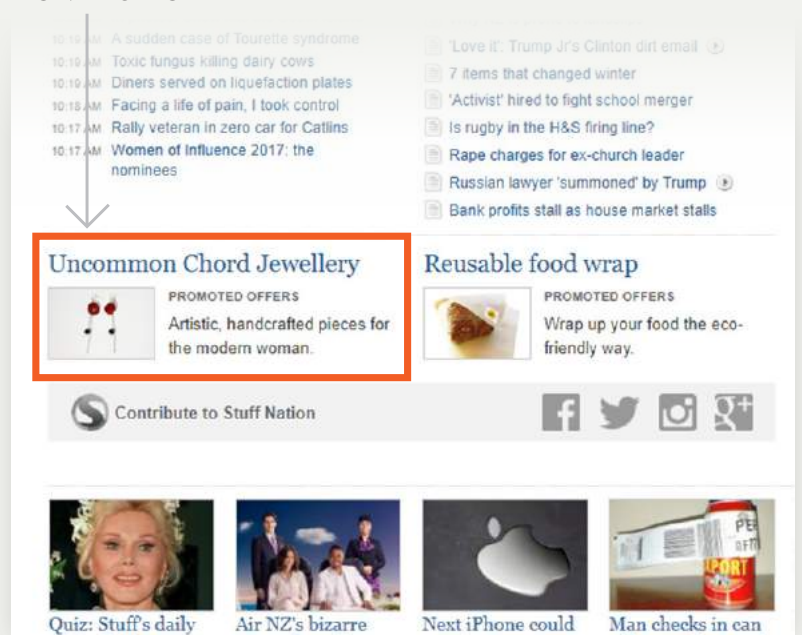 10:19 AM A sudden case of Tourette syndrome
10:19 AM Toxic fungus killing dairy cows
10:19 AM Diners served on liquefaction plates
10:18 AM Facing a life of pain, I took control
10:17 AM Rally veteran in zero car for Catlins
10:17 AM Women of Influence 2017: the
nominees
'Love it': Trump Jr's Clinton dirt email
7 items that changed winter
'Activist' hired to fight school merger
Is rugby in the H&S firing line?
Rape charges for ex-church leader
Russian lawyer 'summoned' by Trump
Bank profits stall as house market stalls
Uncommon Chord Jewellery
PROMOTED OFFERS
Artistic, handcrafted pieces for
the modern woman.
Reusable food wrap
PROMOTED OFFERS
Wrap up your food the eco-
friendly way.
Contribute to Stuff Nation
Quiz: Stuff's daily
Air NZ's bizarre
Next iPhone could
Man checks in can